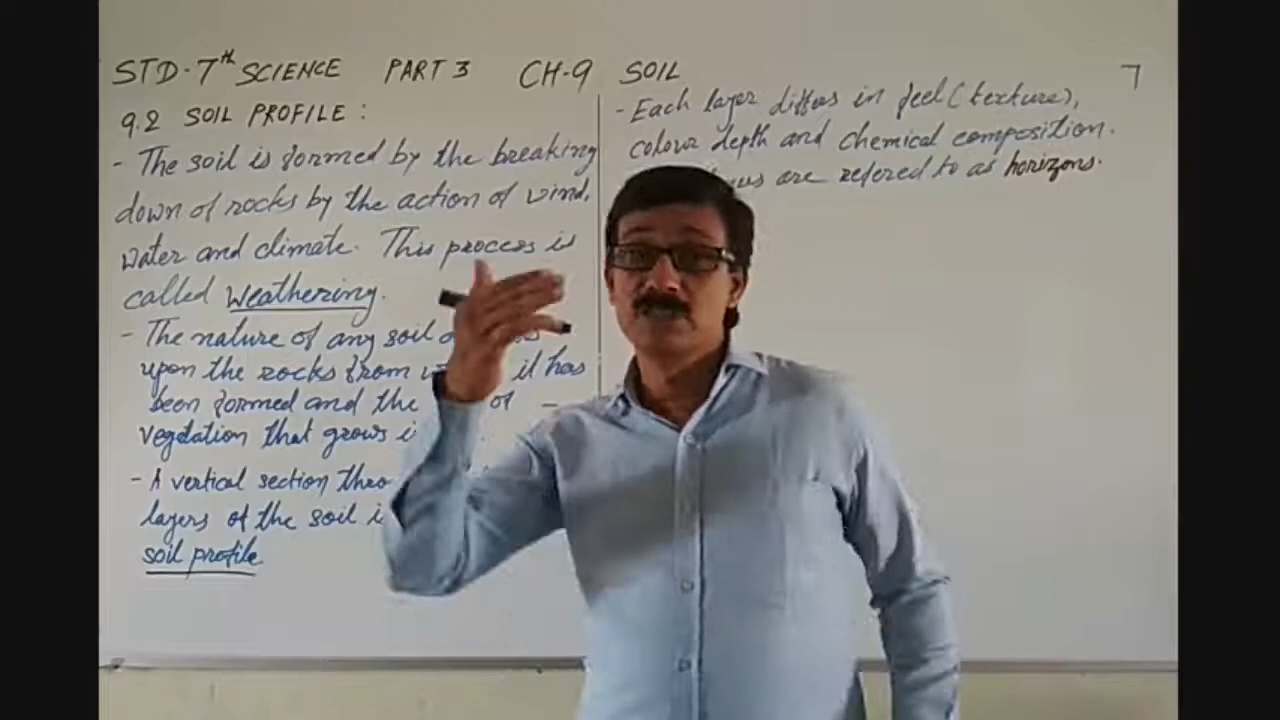 STD-7th SCIENCE PART 3 CH-9 SOIL 7
9.2 SOIL PROFILE :
- The soil is formed by the breaking
down of rocks by the action of wind,
water and climate. This process is
called Weathering.
- The nature of any soil
upon the rocks from it has
been formed and the of
vegetation that grows i
- A vertical section thro
layers of the soil i
soil profile
- Each layer differs in feel (texture),
colour depth and chemical composition.
are refered to as horizons.